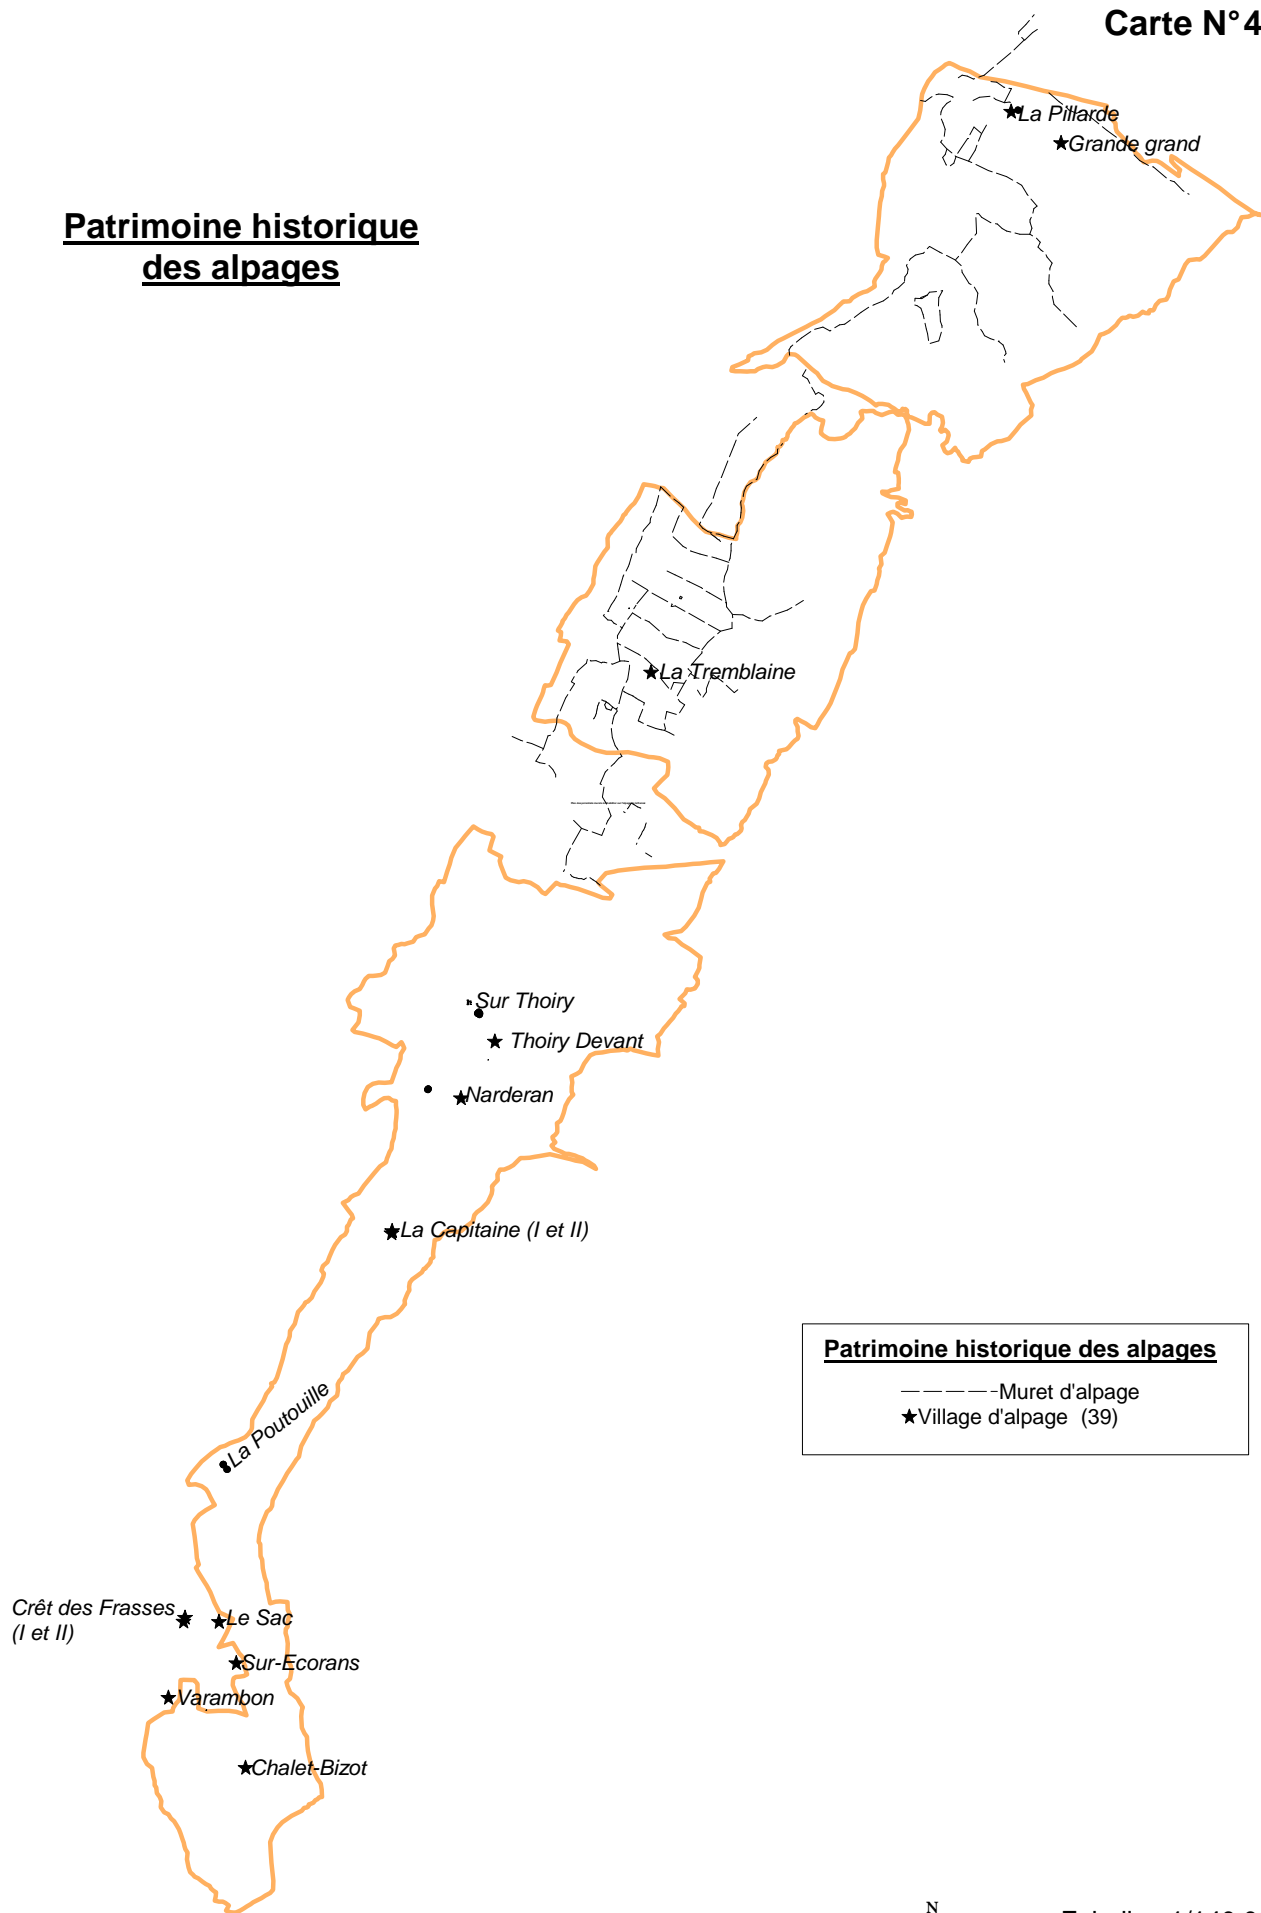 Carte N°4
Patrimoine historique
des alpages
La Pillarde
Grande grand
La Tremblaine
Sur Thoiry
Thoiry Devant
Narderan
La Capitaine (I et II)
Patrimoine historique des alpages
Muret d'alpage
Village d'alpage (39)
La Poutouille
Crêt des Frasses
(I et II)
Le Sac
Sur-Ecorans
Varambon
Chalet-Bizot
N